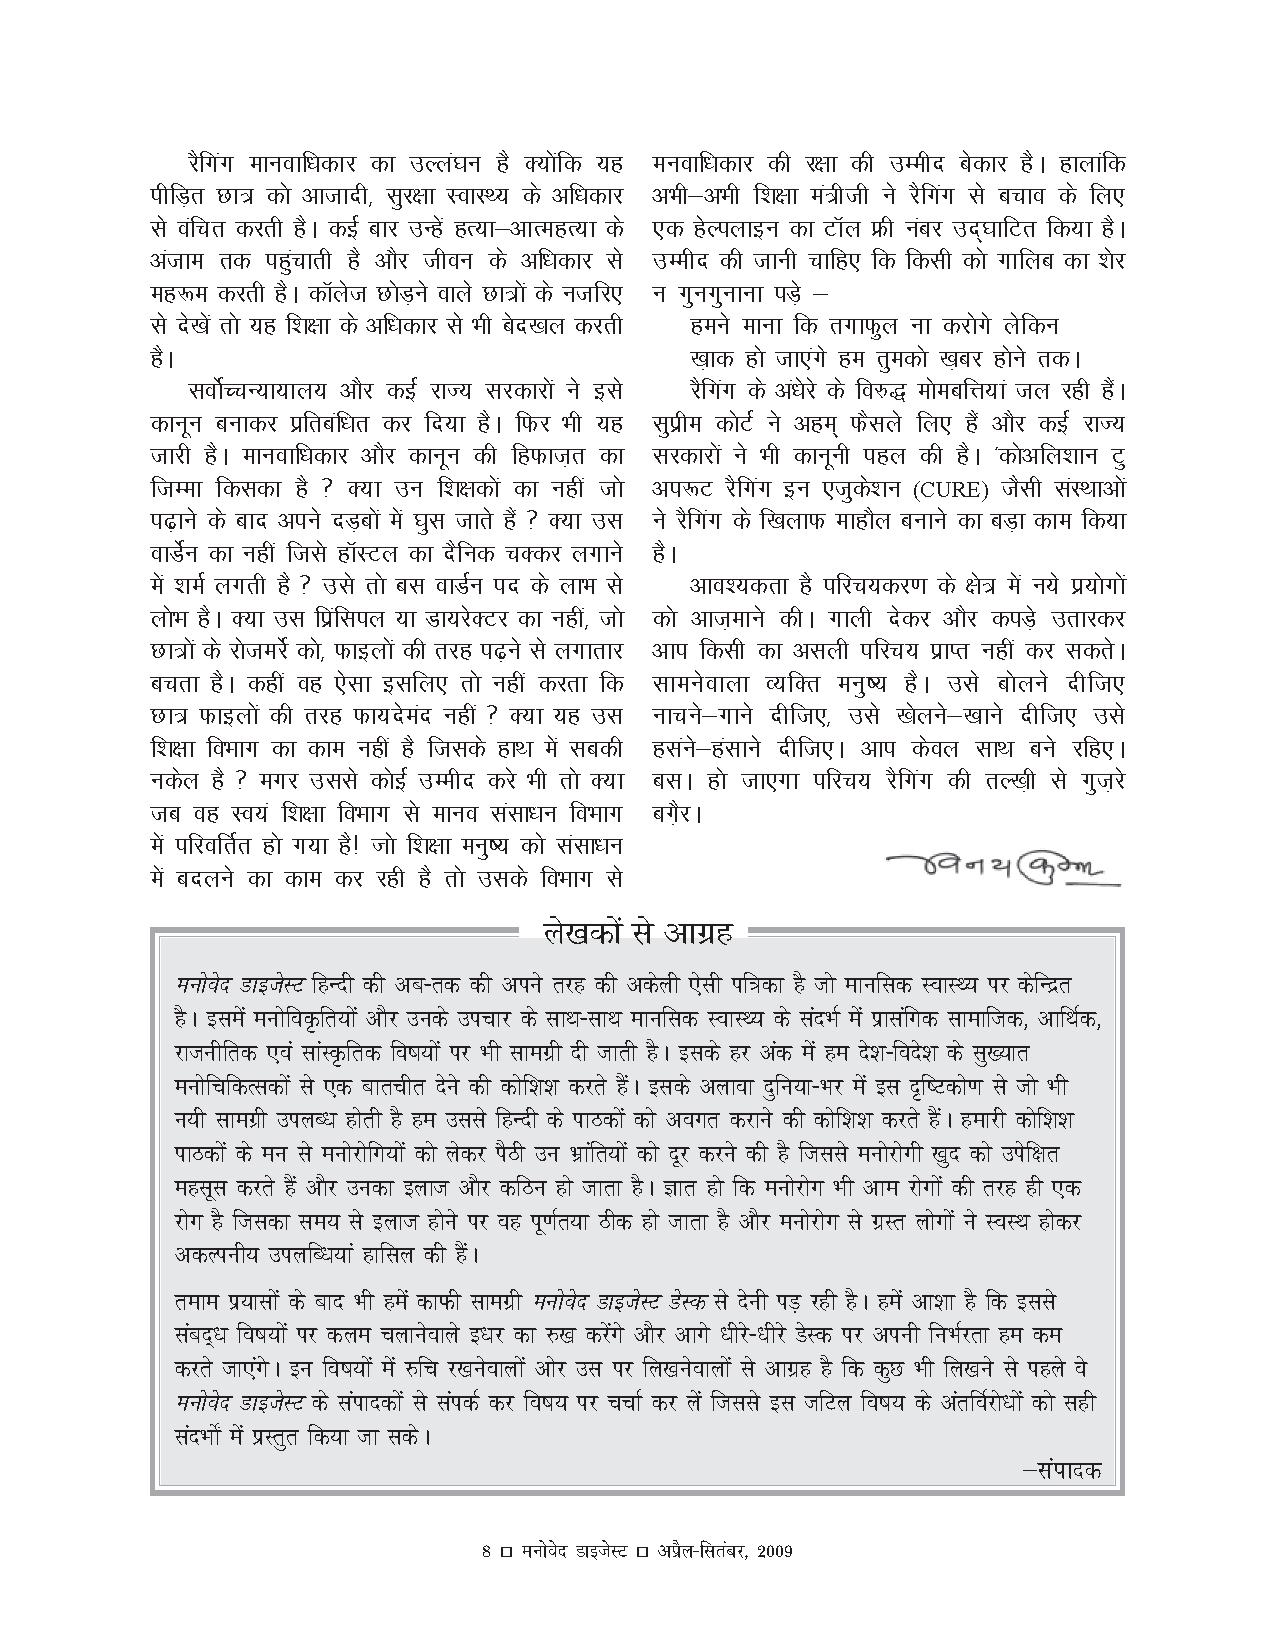 रैगिंग मानवाधिकार का उल्लंघन है क्योंकि यह
पीड़ित छात्र को आजादी, सुरक्षा स्वास्थ्य के अधिकार
से वंचित करती है। कई बार उन्हें हत्या–आत्महत्या के
अंजाम तक पहुंचाती है और जीवन के अधिकार से
महरूम करती है। कॉलेज छोड़ने वाले छात्रों के नजरिए
से देखें तो यह शिक्षा के अधिकार से भी बेदखल करती
है।
सर्वोच्चन्यायालय और कई राज्य सरकारों ने इसे
कानून बनाकर प्रतिबंधित कर दिया है। फिर भी यह
जारी है। मानवाधिकार और कानून की हिफाज़त का
जिम्मा किसका है ? क्या उन शिक्षकों का नहीं जो
पढ़ाने के बाद अपने दड़बों में घुस जाते हैं ? क्या उस
वार्डेन का नहीं जिसे हॉस्टल का दैनिक चक्कर लगाने
में शर्म लगती है ? उसे तो बस वार्डन पद के लाभ से
लोभ है। क्या उस प्रिंसिपल या डायरेक्टर का नहीं, जो
छात्रों के रोजमर्रे को, फाइलों की तरह पढ़ने से लगातार
बचता है। कहीं वह ऐसा इसलिए तो नहीं करता कि
छात्र फाइलों की तरह फायदेमंद नहीं ? क्या यह उस
शिक्षा विभाग का काम नहीं है जिसके हाथ में सबकी
नकेल है ? मगर उससे कोई उम्मीद करे भी तो क्या
जब वह स्वयं शिक्षा विभाग से मानव संसाधन विभाग
में परिवर्तित हो गया है! जो शिक्षा मनुष्य को संसाधन
में बदलने का काम कर रही है तो उसके विभाग से
मनवाधिकार की रक्षा की उम्मीद बेकार है। हालांकि
अभी–अभी शिक्षा मंत्रीजी ने रैगिंग से बचाव के लिए
एक हेल्पलाइन का टॉल फ्री नंबर उद्घाटित किया है।
उम्मीद की जानी चाहिए कि किसी को गालिब का शेर
न गुनगुनाना पड़े –
हमने माना कि तगाफुल ना करोगे लेकिन
ख़ाक हो जाएंगे हम तुमको ख़बर होने तक।
रैगिंग के अंधेरे के विरुद्ध मोमबत्तियां जल रही हैं।
सुप्रीम कोर्ट ने अहम् फैसले लिए हैं और कई राज्य
सरकारों ने भी कानूनी पहल की है। 'कोअलिशान टु
अपरूट रैगिंग इन एजुकेशन (CURE) जैसी संस्थाओं
ने रैगिंग के खिलाफ माहौल बनाने का बड़ा काम किया
है।
आवश्यकता है परिचयकरण के क्षेत्र में नये प्रयोगों
को आज़माने की। गाली देकर और कपड़े उतारकर
आप किसी का असली परिचय प्राप्त नहीं कर सकते।
सामनेवाला व्यक्ति मनुष्य है। उसे बोलने दीजिए
नाचने–गाने दीजिए, उसे खेलने–खाने दीजिए उसे
हसंने–हंसाने दीजिए। आप केवल साथ बने रहिए।
बस। हो जाएगा परिचय रैगिंग की तल्ख़ी से गुज़रे
बग़ैर।
विनय कुमार
लेखकों से आग्रह
मनोवेद डाइजेस्ट हिन्दी की अब-तक की अपने तरह की अकेली ऐसी पत्रिका है जो मानसिक स्वास्थ्य पर केन्द्रित
है। इसमें मनोविकृतियों और उनके उपचार के साथ-साथ मानसिक स्वास्थ्य के संदर्भ में प्रासंगिक सामाजिक, आर्थिक,
राजनीतिक एवं सांस्कृतिक विषयों पर भी सामग्री दी जाती है। इसके हर अंक में हम देश-विदेश के सुख्यात
मनोचिकित्सकों से एक बातचीत देने की कोशिश करते हैं। इसके अलावा दुनिया-भर में इस दृष्टिकोण से जो भी
नयी सामग्री उपलब्ध होती है हम उससे हिन्दी के पाठकों को अवगत कराने की कोशिश करते हैं। हमारी कोशिश
पाठकों के मन से मनोरोगियों को लेकर पैठी उन भ्रांतियों को दूर करने की है जिससे मनोरोगी खुद को उपेक्षित
महसूस करते हैं और उनका इलाज और कठिन हो जाता है। ज्ञात हो कि मनोरोग भी आम रोगों की तरह ही एक
रोग है जिसका समय से इलाज होने पर वह पूर्णतया ठीक हो जाता है और मनोरोग से ग्रस्त लोगों ने स्वस्थ होकर
अकल्पनीय उपलब्धियां हासिल की हैं।
तमाम प्रयासों के बाद भी हमें काफी सामग्री मनोवेद डाइजेस्ट डेस्क से देनी पड़ रही है। हमें आशा है कि इससे
संबद्ध विषयों पर कलम चलानेवाले इधर का रुख करेंगे और आगे धीरे-धीरे डेस्क पर अपनी निर्भरता हम कम
करते जाएंगे। इन विषयों में रुचि रखनेवालों ओर उस पर लिखनेवालों से आग्रह है कि कुछ भी लिखने से पहले वे
मनोवेद डाइजेस्ट के संपादकों से संपर्क कर विषय पर चर्चा कर लें जिससे इस जटिल विषय के अंतर्विरोधों को सही
संदर्भों में प्रस्तुत किया जा सके।
–संपादक
8 □ मनोवेद डाइजेस्ट □ अप्रैल-सितंबर, 2009